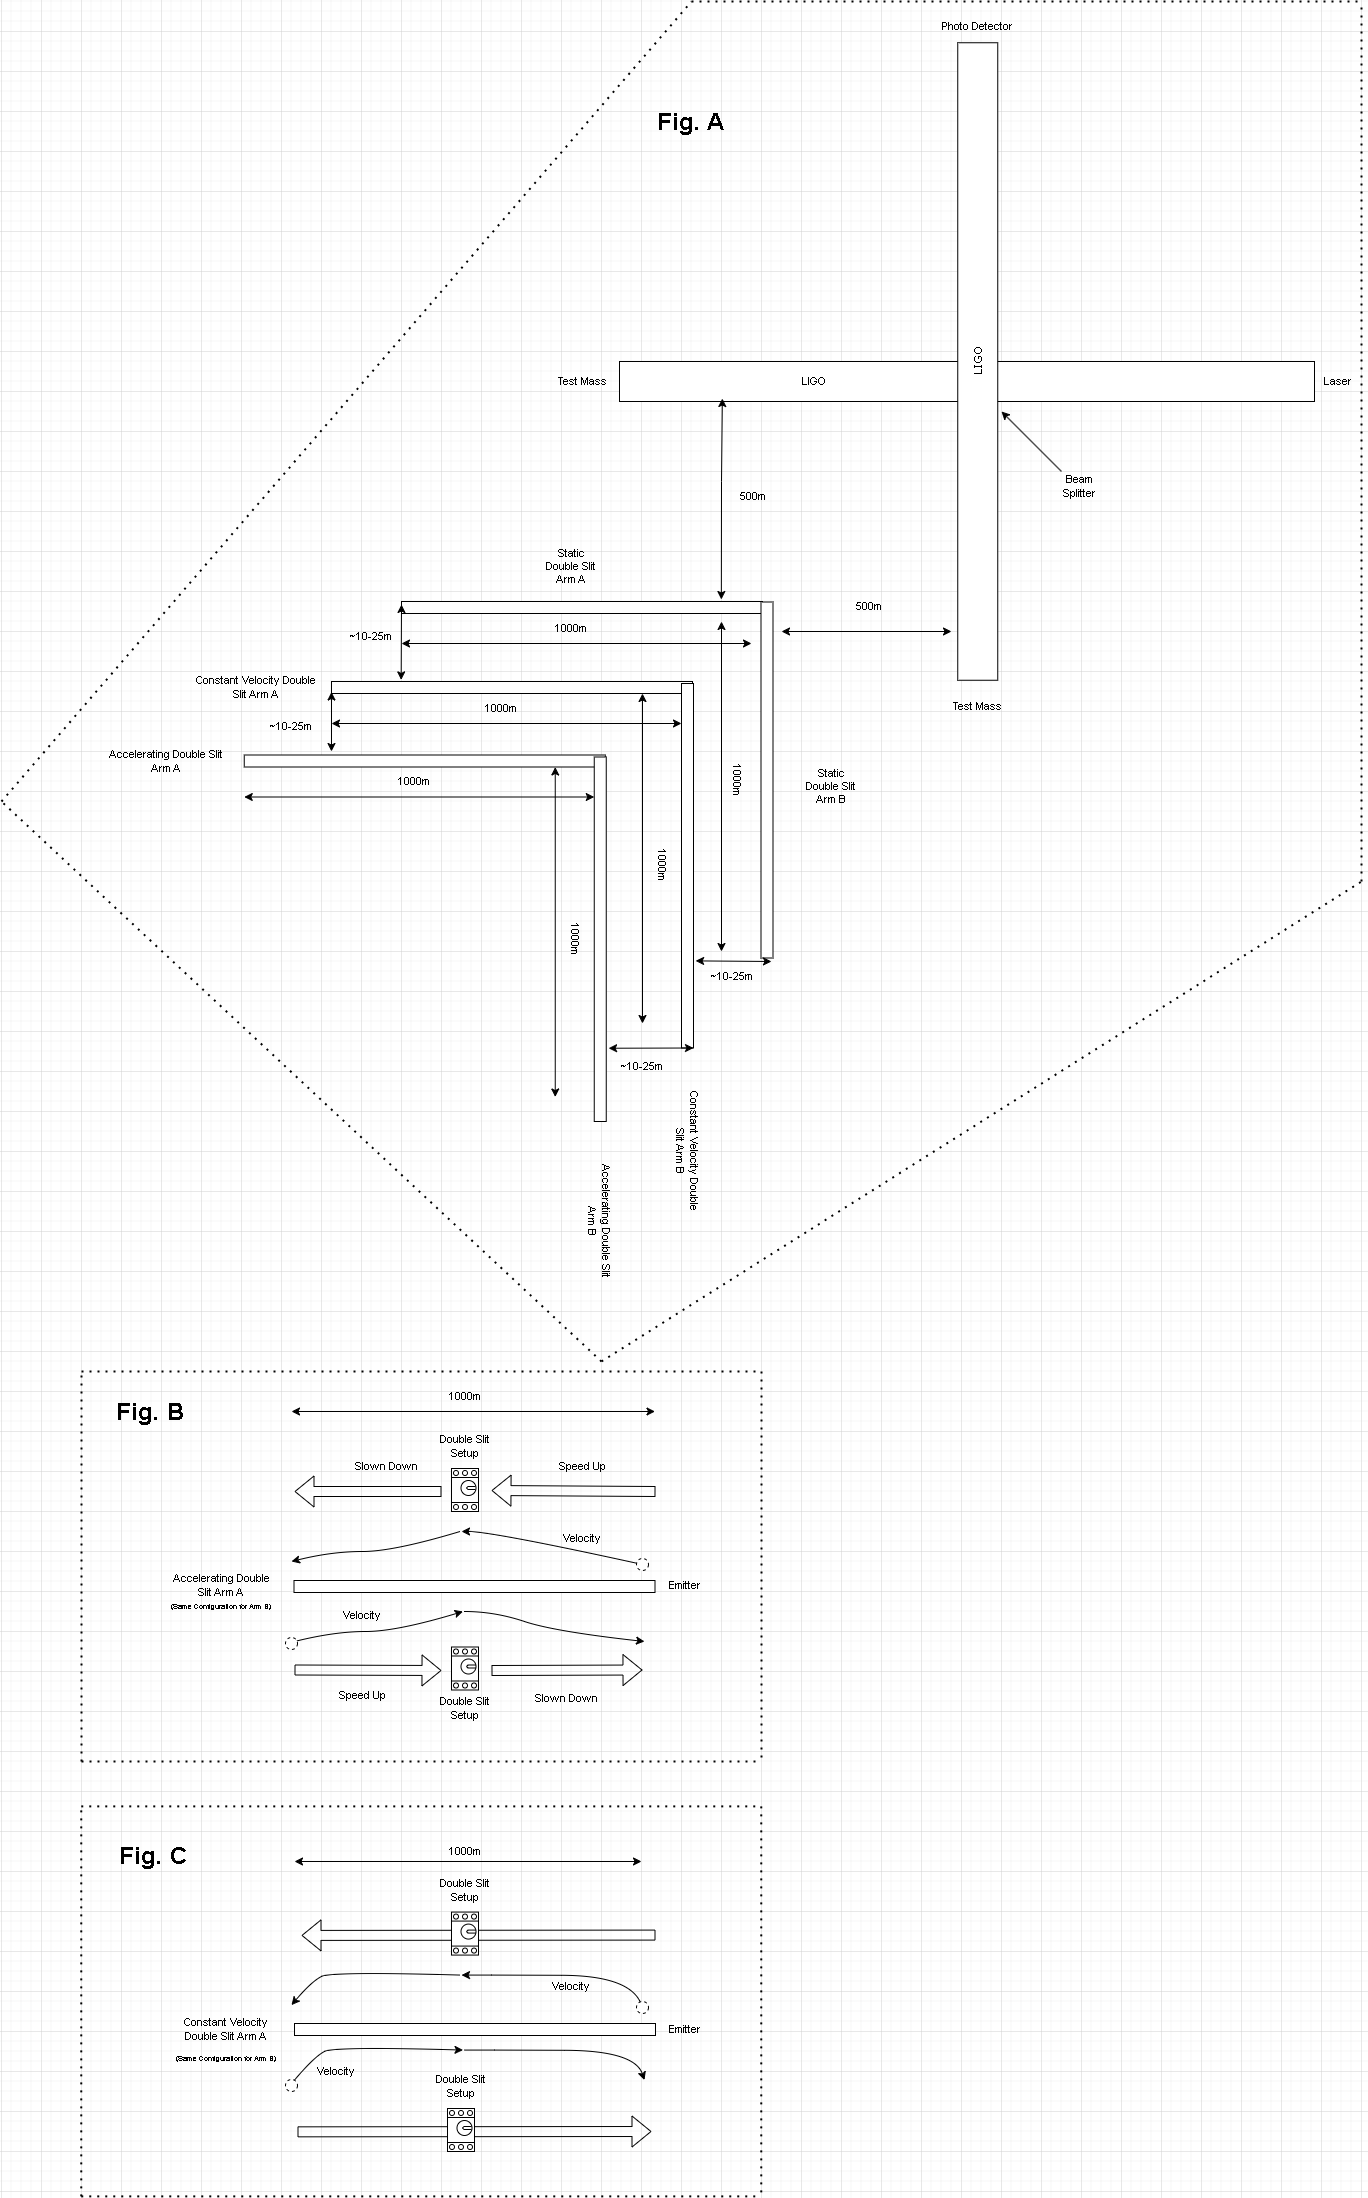 Photo Detector
Fig. A
LIGO
Test Mass
LIGO
Laser
Beam
Splitter
500m
Static
Double Slit
Arm A
500m
~10-25m
1000m
Test Mass
Constant Velocity Double
Slit Arm A
~10-25m
1000m
Accelerating Double Slit
Arm A
1000m
1000m
Static
Double Slit
Arm B
1000m
1000m
~10-25m
~10-25m
Constant Velocity Double
Slit Arm B
Accelerating Double Slit
Arm B
Fig. B
1000m
Double Slit
Setup
Slown Down
Speed Up
Velocity
Accelerating Double
Slit Arm A
(Same Configuration for Arm B)
Emitter
Velocity
Speed Up
Double Slit
Setup
Slown Down
Fig. C
1000m
Double Slit
Setup
Velocity
Constant Velocity
Double Slit Arm A
(Same Configuration for Arm B)
Emitter
Velocity
Double Slit
Setup